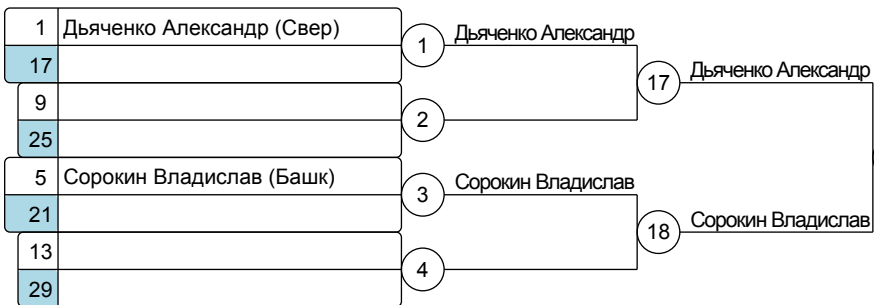 1 Дьяченко Александр (Свер)
17
1 Дьяченко Александр
9
25
2
17 Дьяченко Александр
5 Сорокин Владислав (Башк)
21
3 Сорокин Владислав
13
29
4
18 Сорокин Владислав